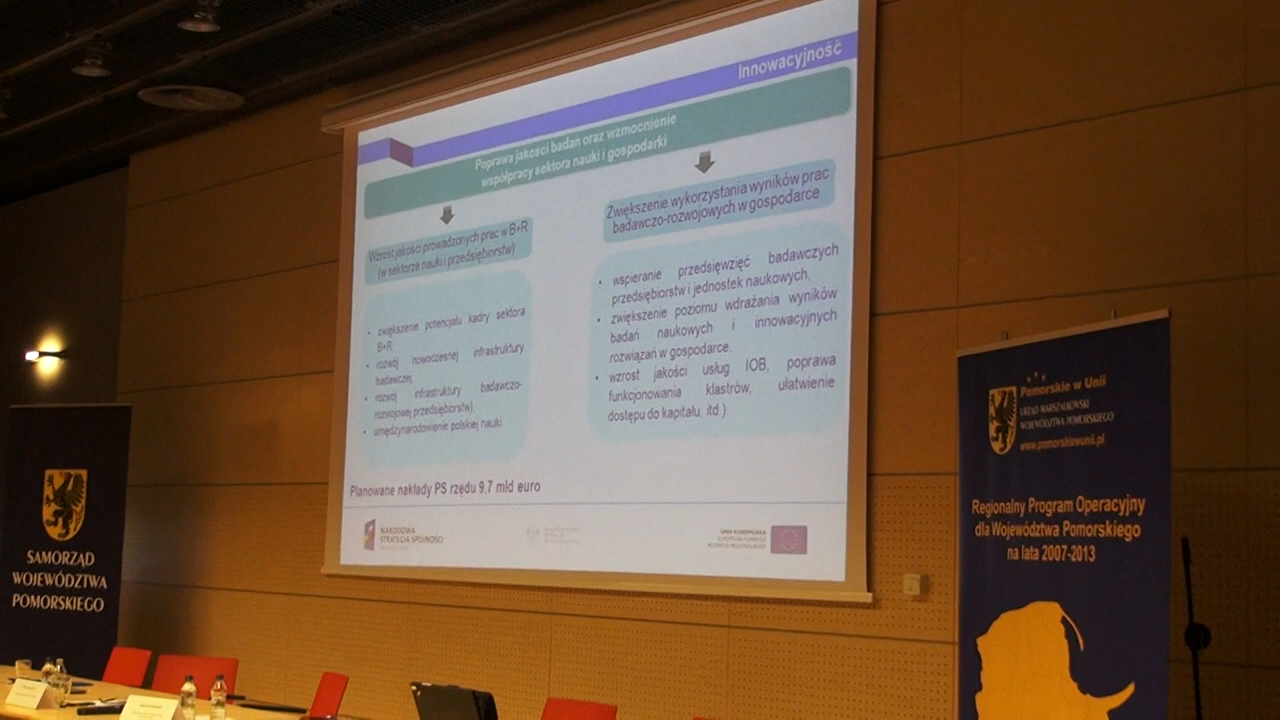 Innowacyjność
Poprawa jakości badań oraz wzmocnienie
współpracy sektora nauki i gospodarki
Wzrost jakości prowadzonych prac w B+R
(w sektorze nauki i przedsiębiorstw)
zwiększenie potencjału kadry sektora
B+R,
rozwój nowoczesnej infrastruktury
badawczej,
rozwój infrastruktury badawczo-
rozwojowej przedsiębiorstw),
umiędzynarodowienie polskiej nauki.
Zwiększenie wykorzystania wyników prac
badawczo-rozwojowych w gospodarce
wspieranie przedsięwzięć badawczych
przedsiębiorstw i jednostek naukowych,
zwiększenie poziomu wdrażania wyników
badań naukowych i innowacyjnych
rozwiązań w gospodarce,
wzrost jakości usług IOB, poprawa
funkcjonowania klastrów, ułatwienie
dostępu do kapitału, itd.).
Planowane nakłady PS rzędu 9,7 mld euro
NARODOWA
STRATEGIA SPÓJNOŚCI
UNIA EUROPEJSKA
EUROPEJSKI FUNDUSZ
ROZWOJU REGIONALNEGO
SAMORZĄD
WOJEWÓDZTWA
POMORSKIEGO
Pomorskie w Unii
URZĄD MARSZAŁKOWSKI
WOJEWÓDZTWA POMORSKIEGO
www.pomorskiewunii.pl
Regionalny Program Operacyjny
dla Województwa Pomorskiego
na lata 2007-2013